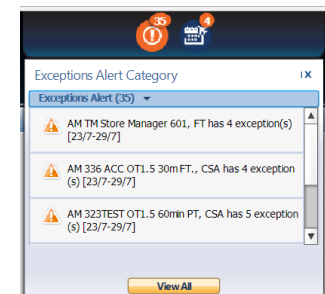 35
4
Exceptions Alert Category
X
Exceptions Alert (35)
AM TM Store Manager 601, FT has 4 exception(s)
[23/7-29/7]
AM 336 ACC OT1.5 30m FT., CSA has 4 exception
(s) [23/7-29/7]
AM 323TEST OT1.5 60min PT, CSA has 5 exception
(s) [23/7-29/7]
View All